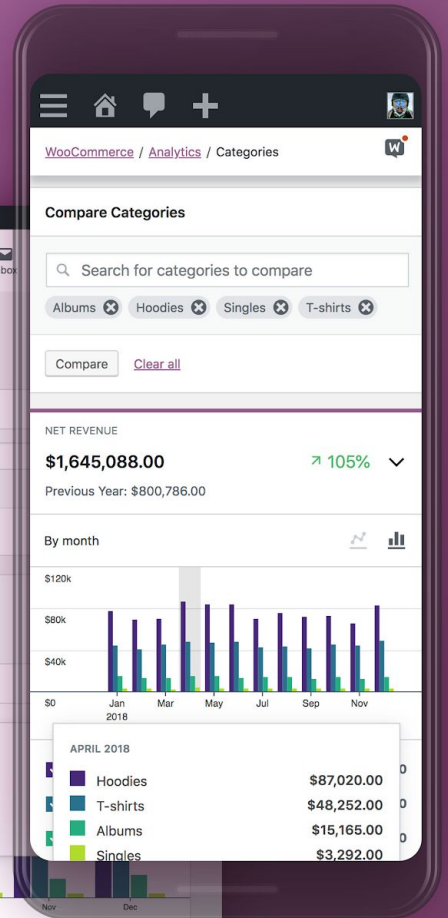 WooCommerce / Analytics / Categories
W
Compare Categories
Search for categories to compare
Albums Hoodies Singles T-shirts
Compare Clear all
NET REVENUE
$1,645,088.00 105%
Previous Year: $800,786.00
By month
$120k
$80k
$40k
$0
Jan Mar May Jul Sep Nov
2018
APRIL 2018
Hoodies $87,020.00
T-shirts $48,252.00
Albums $15,165.00
Singles $3,292.00
0
0
0
Nov Dec